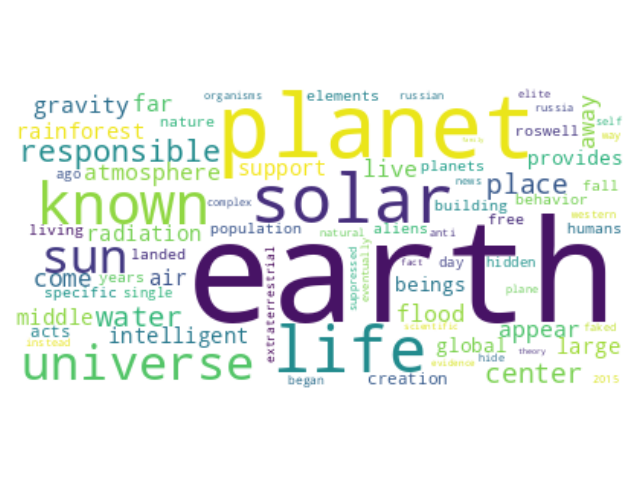 organisms elements russian elite
gravity far planet russia away self
rainforest nature roswell way
responsible support live planets provides
ago atmosphere solar news place fall
known complex building behavior western
living radiation population natural aliens anti free humans
sun landed earth day hidden
come years air extraterrestrial suppressed eventually fact beings plane
specific single
middle water life flood appear faked
acts intelligent scientific global large
instead hide
universe evidence theory center
began creation 2015